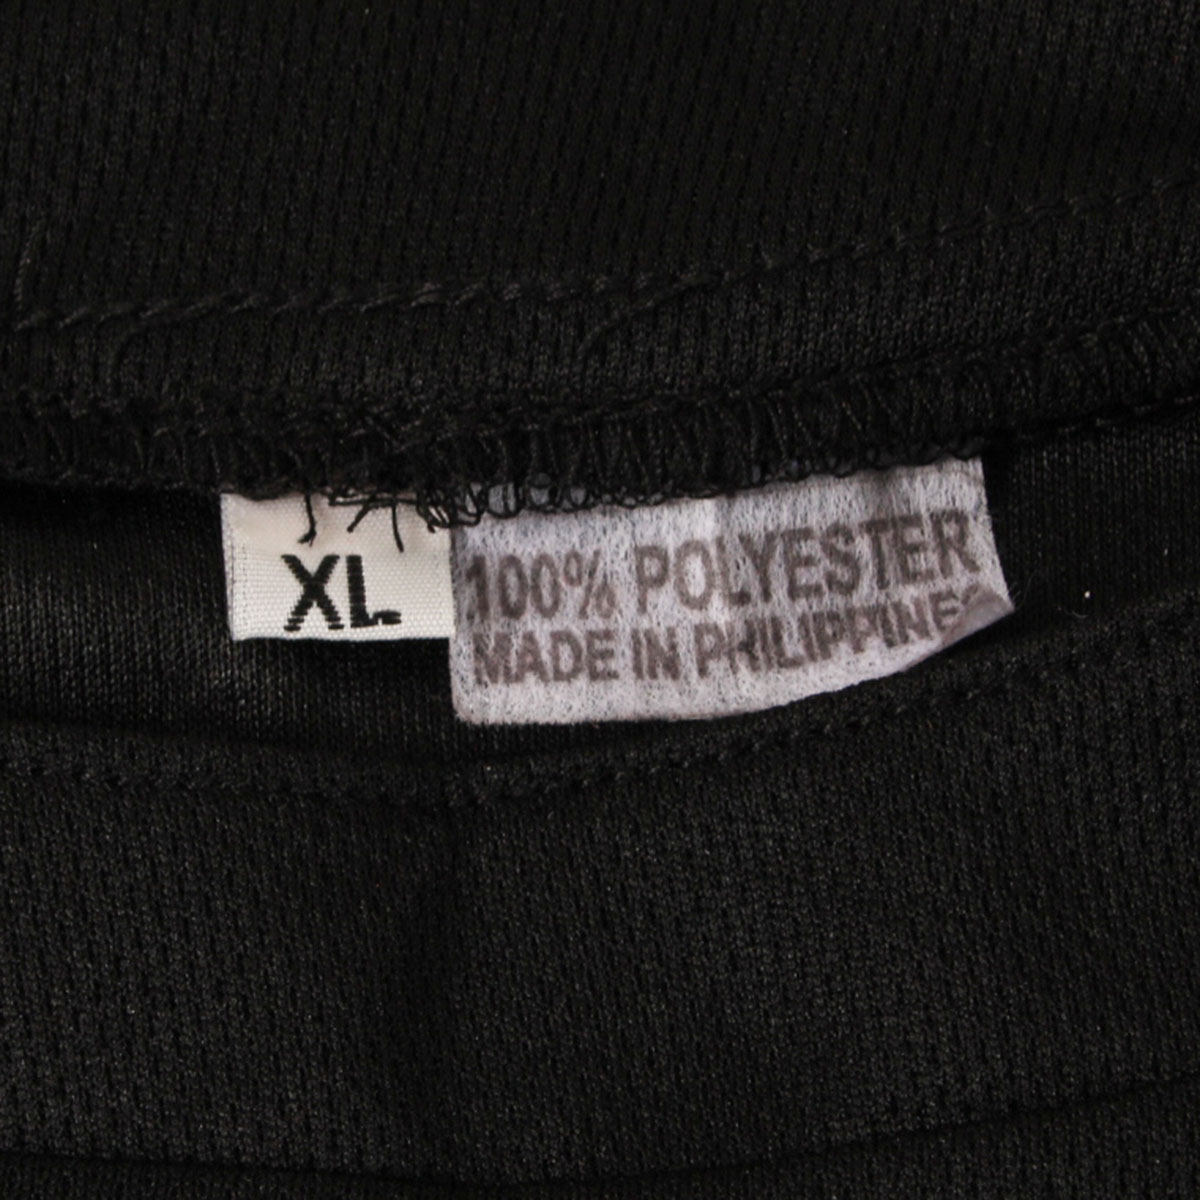 XL
100% POLYESTER
MADE IN PHILIPPINES